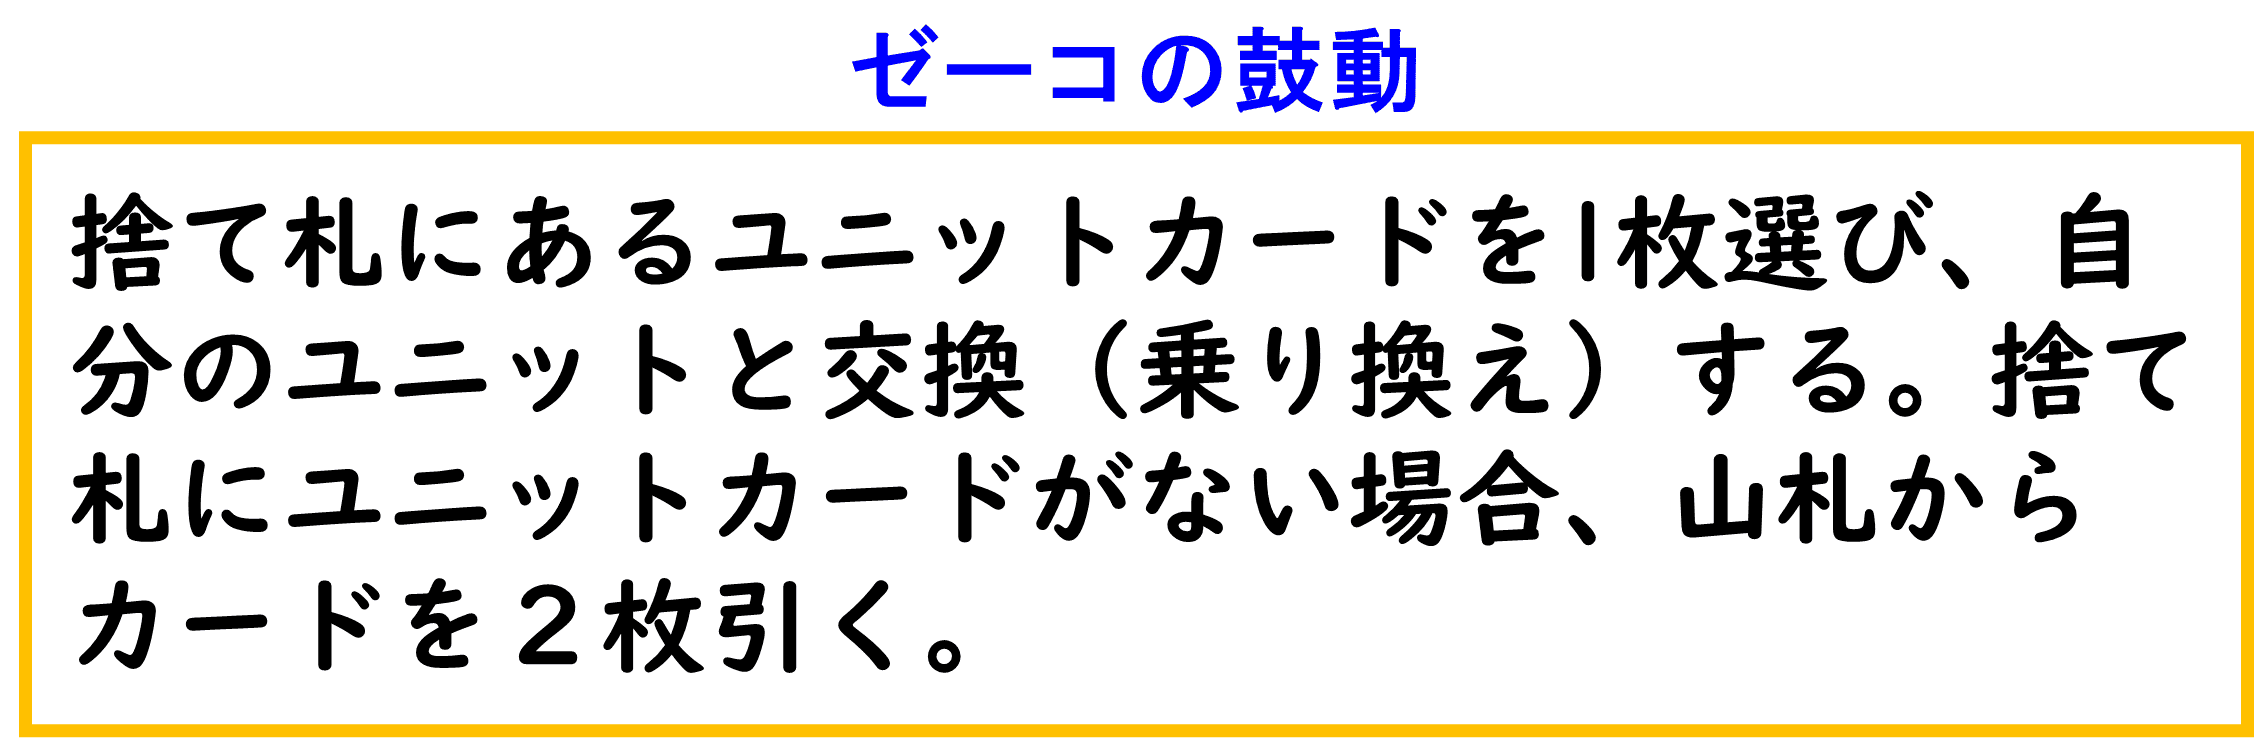 ゼーコの鼓動
捨て札にあるユニットカードを1枚選び、自
分のユニットと交換（乗り換え）する。捨て
札にユニットカードがない場合、山札から
カードを２枚引く。